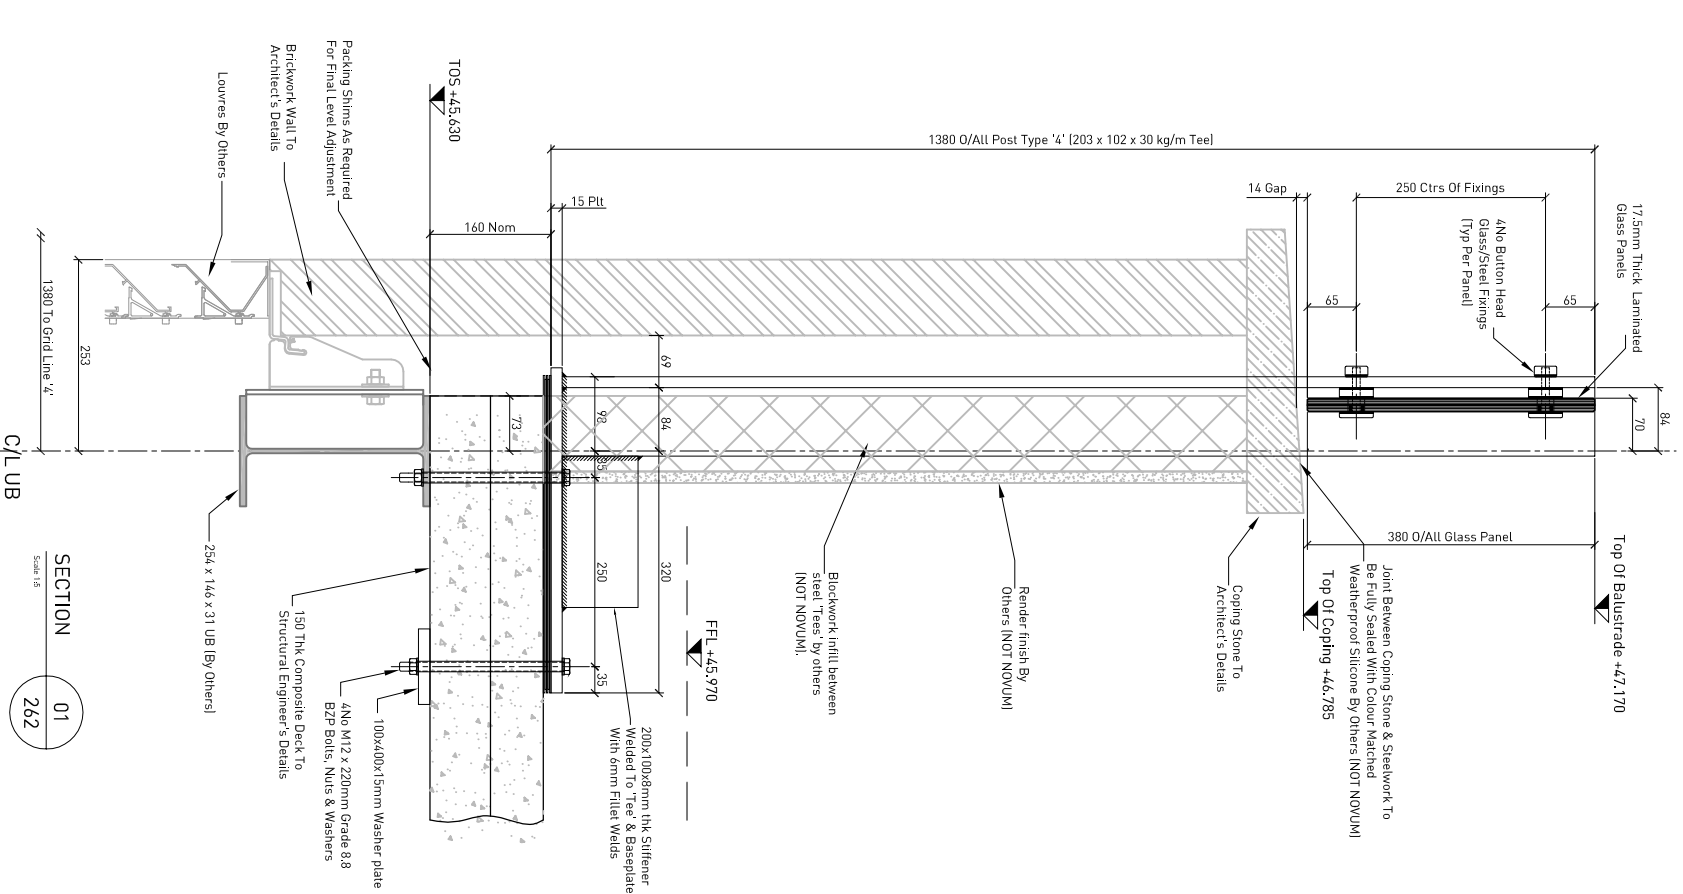 TOS +45.630
Packing Shims As Required
For Final Level Adjustment
Brickwork Wall To
Architect's Details
Louvres By Others
1380 O/All Post Type '4' (203 x 102 x 30 kg/m Tee)
15 Plt
160 Nom
14 Gap
250 Ctrs Of Fixings
17.5mm Thick Laminated
Glass Panels
4No Button Head
Glass/Steel Fixings
(Typ Per Panel)
65
65
84
70
380 O/All Glass Panel
Top Of Balustrade +47.170
Top Of Coping +46.785
Joint Between Coping Stone & Steelwork To
Be Fully Sealed With Colour Matched
Weatherproof Silicone By Others (NOT NOVUM)
Coping Stone To
Architect's Details
Render finish By
Others (NOT NOVUM)
Blockwork infill between
steel 'Tees' by others
(NOT NOVUM).
FFL +45.970
69
84
320
98
35
250
35
73
1380 To Grid Line '4'
253
200x100x8mm thk Stiffener
Welded To 'Tee' & Baseplate
With 6mm Fillet Welds
100x400x15mm Washer plate
4No M12 x 220mm Grade 8.8
BZP Bolts, Nuts & Washers
150 Thk Composite Deck To
Structural Engineer's Details
254 x 146 x 31 UB (By Others)
C/L UB
SECTION
Scale 1:5
01
262